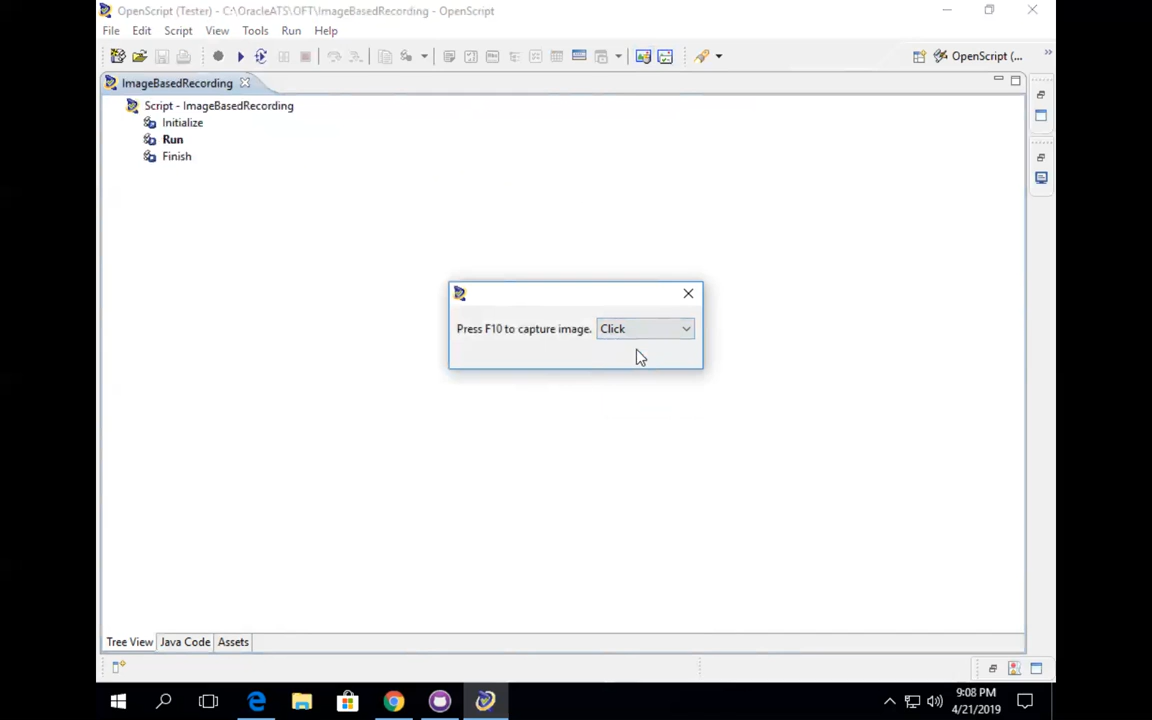 OpenScript (Tester) - C:\OracleATS\OFT\ImageBasedRecording - OpenScript
File Edit Script View Tools Run Help
OpenScript (...
ImageBasedRecording
Script - ImageBasedRecording
Initialize
Run
Finish
Press F10 to capture image. Click
Tree View Java Code Assets
9:08 PM
4/21/2019